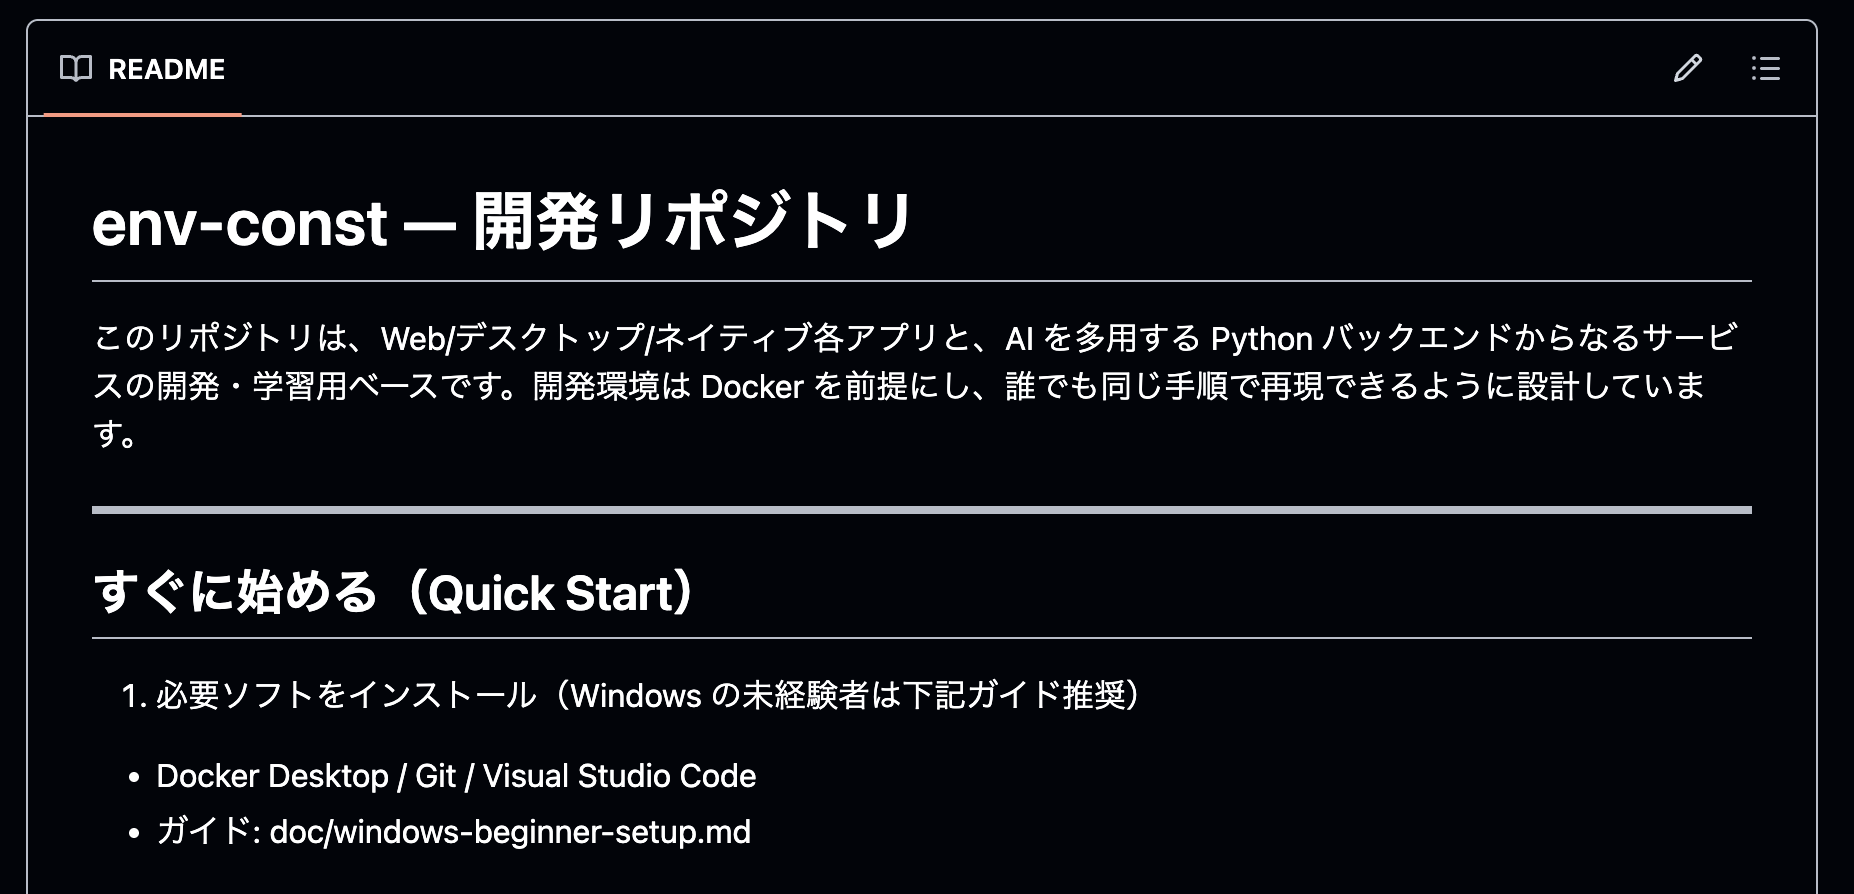 README
env-const — 開発リポジトリ
このリポジトリは、Web/デスクトップ/ネイティブ各アプリと、AI を多用する Python バックエンドからなるサービ
スの開発・学習用ベースです。開発環境は Docker を前提にし、誰でも同じ手順で再現できるように設計していま
す。
すぐに始める（Quick Start）
1. 必要ソフトをインストール（Windows の未経験者は下記ガイド推奨）
• Docker Desktop / Git / Visual Studio Code
• ガイド: doc/windows-beginner-setup.md